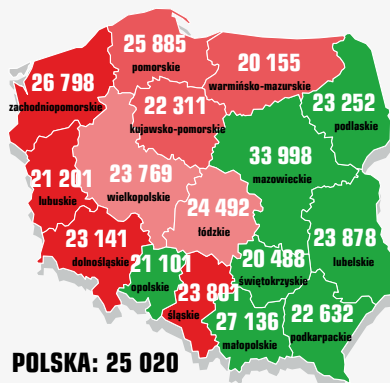 25 885
pomorskie
20 155
warmińsko-mazurskie
26 798
zachodniopomorskie
22 311
kujawsko-pomorskie
23 252
podlaskie
33 998
mazowieckie
23 769
wielkopolskie
21 201
lubuskie
24 492
łódzkie
23 141
dolnośląskie
23 878
lubelskie
21 101
opolskie
20 488
świętokrzyskie
23 801
śląskie
27 136
małopolskie
22 632
podkarpackie
POLSKA: 25 020